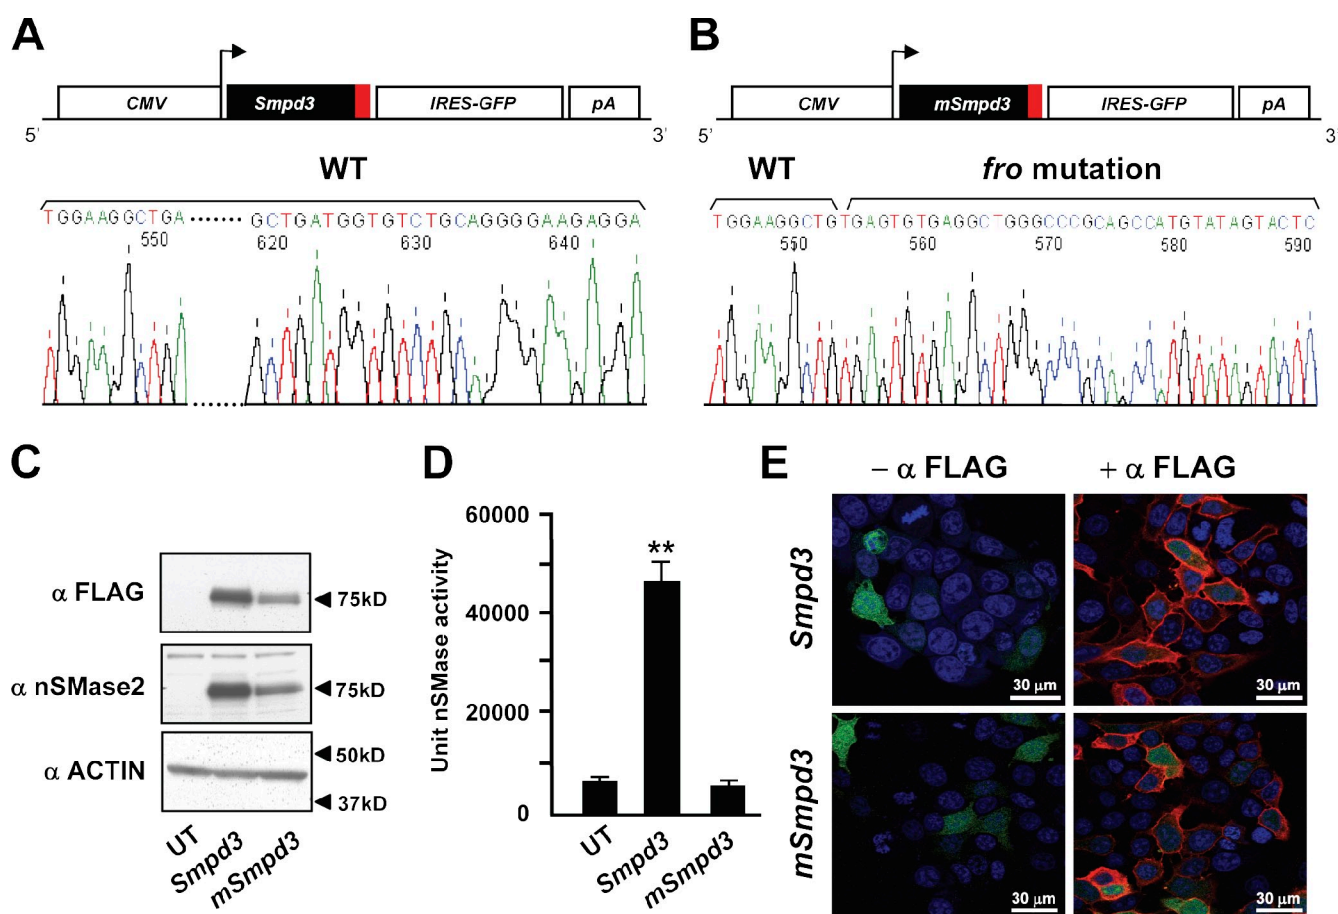 A
CMV Smpd3 IRES-GFP pA
5' 3'
WT
TGGAAGGCTGA ....... GCTGATGGTGTCTGCAGGGGAAGAGGA
550 620 630 640
B
CMV mSmpd3 IRES-GFP pA
5' 3'
WT fro mutation
TGGAAGGCTGTGAGTGTGAGGCTGGGCCCGCAGCCATGTATAGTACTC
550 560 570 580 590
C
α FLAG 75kD
α nSMase2 75kD
α ACTIN 50kD
37kD
UT Smpd3 mSmpd3
D
Unit nSMase activity
60000
40000
20000
0
**
UT Smpd3 mSmpd3
E
– α FLAG + α FLAG
Smpd3
30 µm 30 µm
mSmpd3
30 µm 30 µm